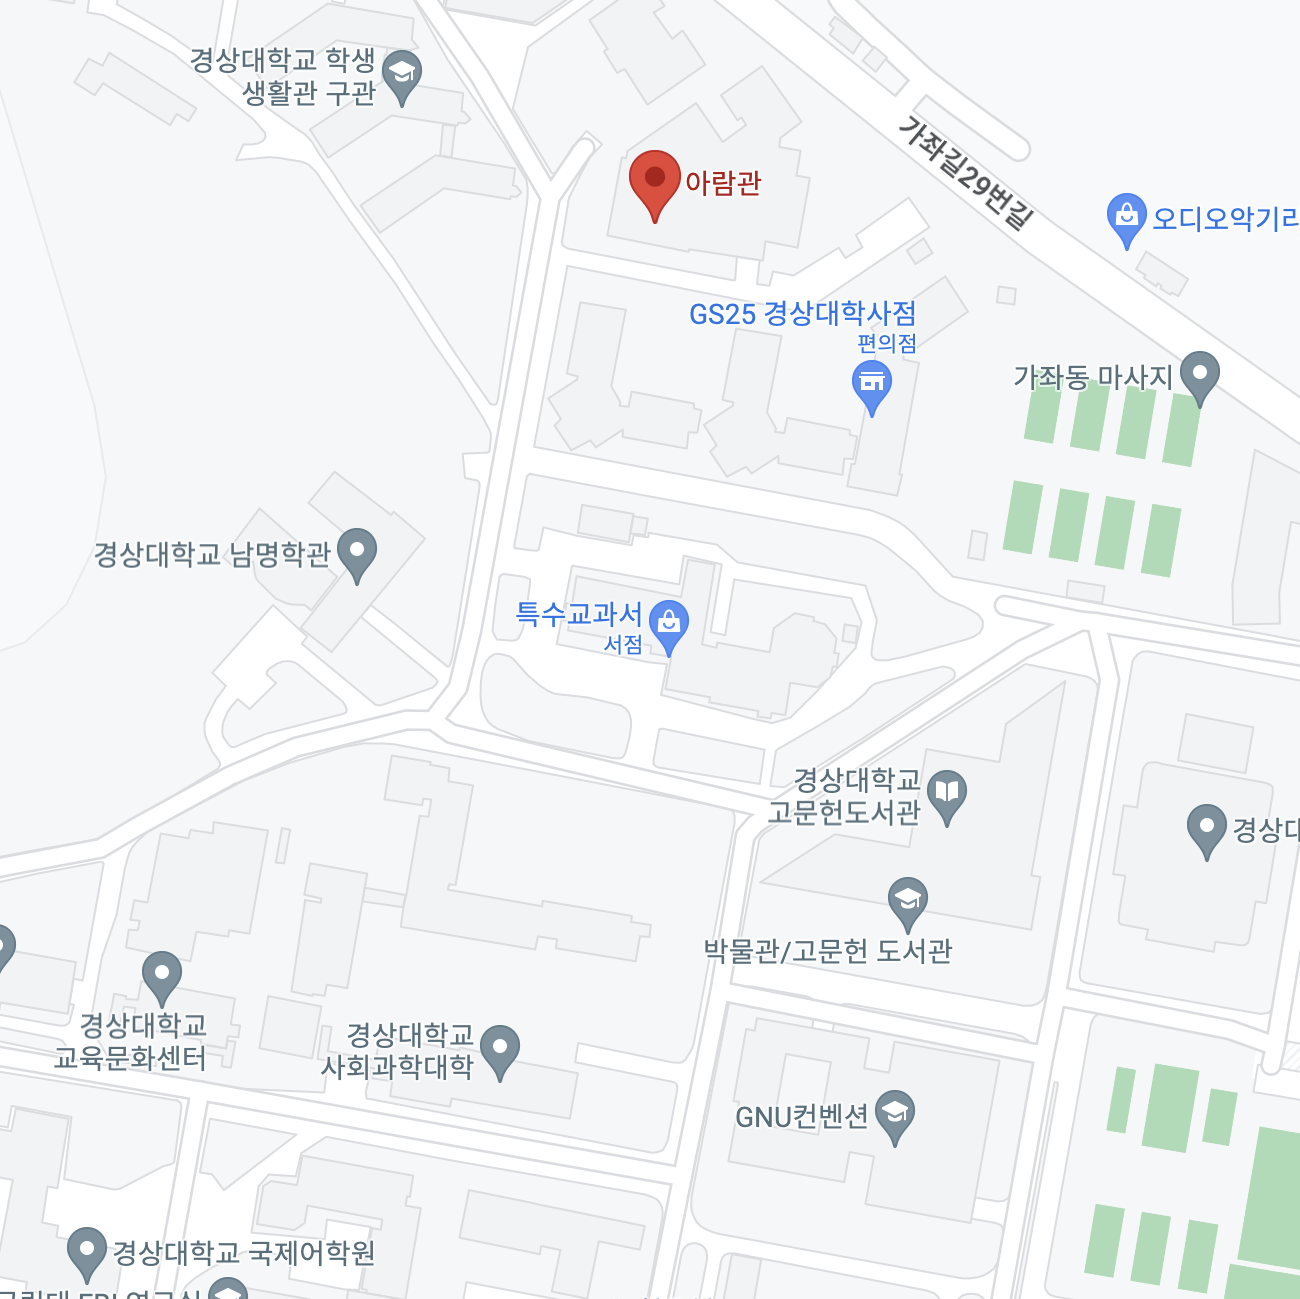 경상대학교 학생
생활관 구관
아람관
가좌길29번길
오디오악기리
GS25 경상대학사점
편의점
가좌동 마사지
경상대학교 남명학관
특수교과서
서점
경상대학교
고문헌도서관
경상대
박물관/고문헌 도서관
경상대학교
교육문화센터
경상대학교
사회과학대학
GNU컨벤션
경상대학교 국제어학원